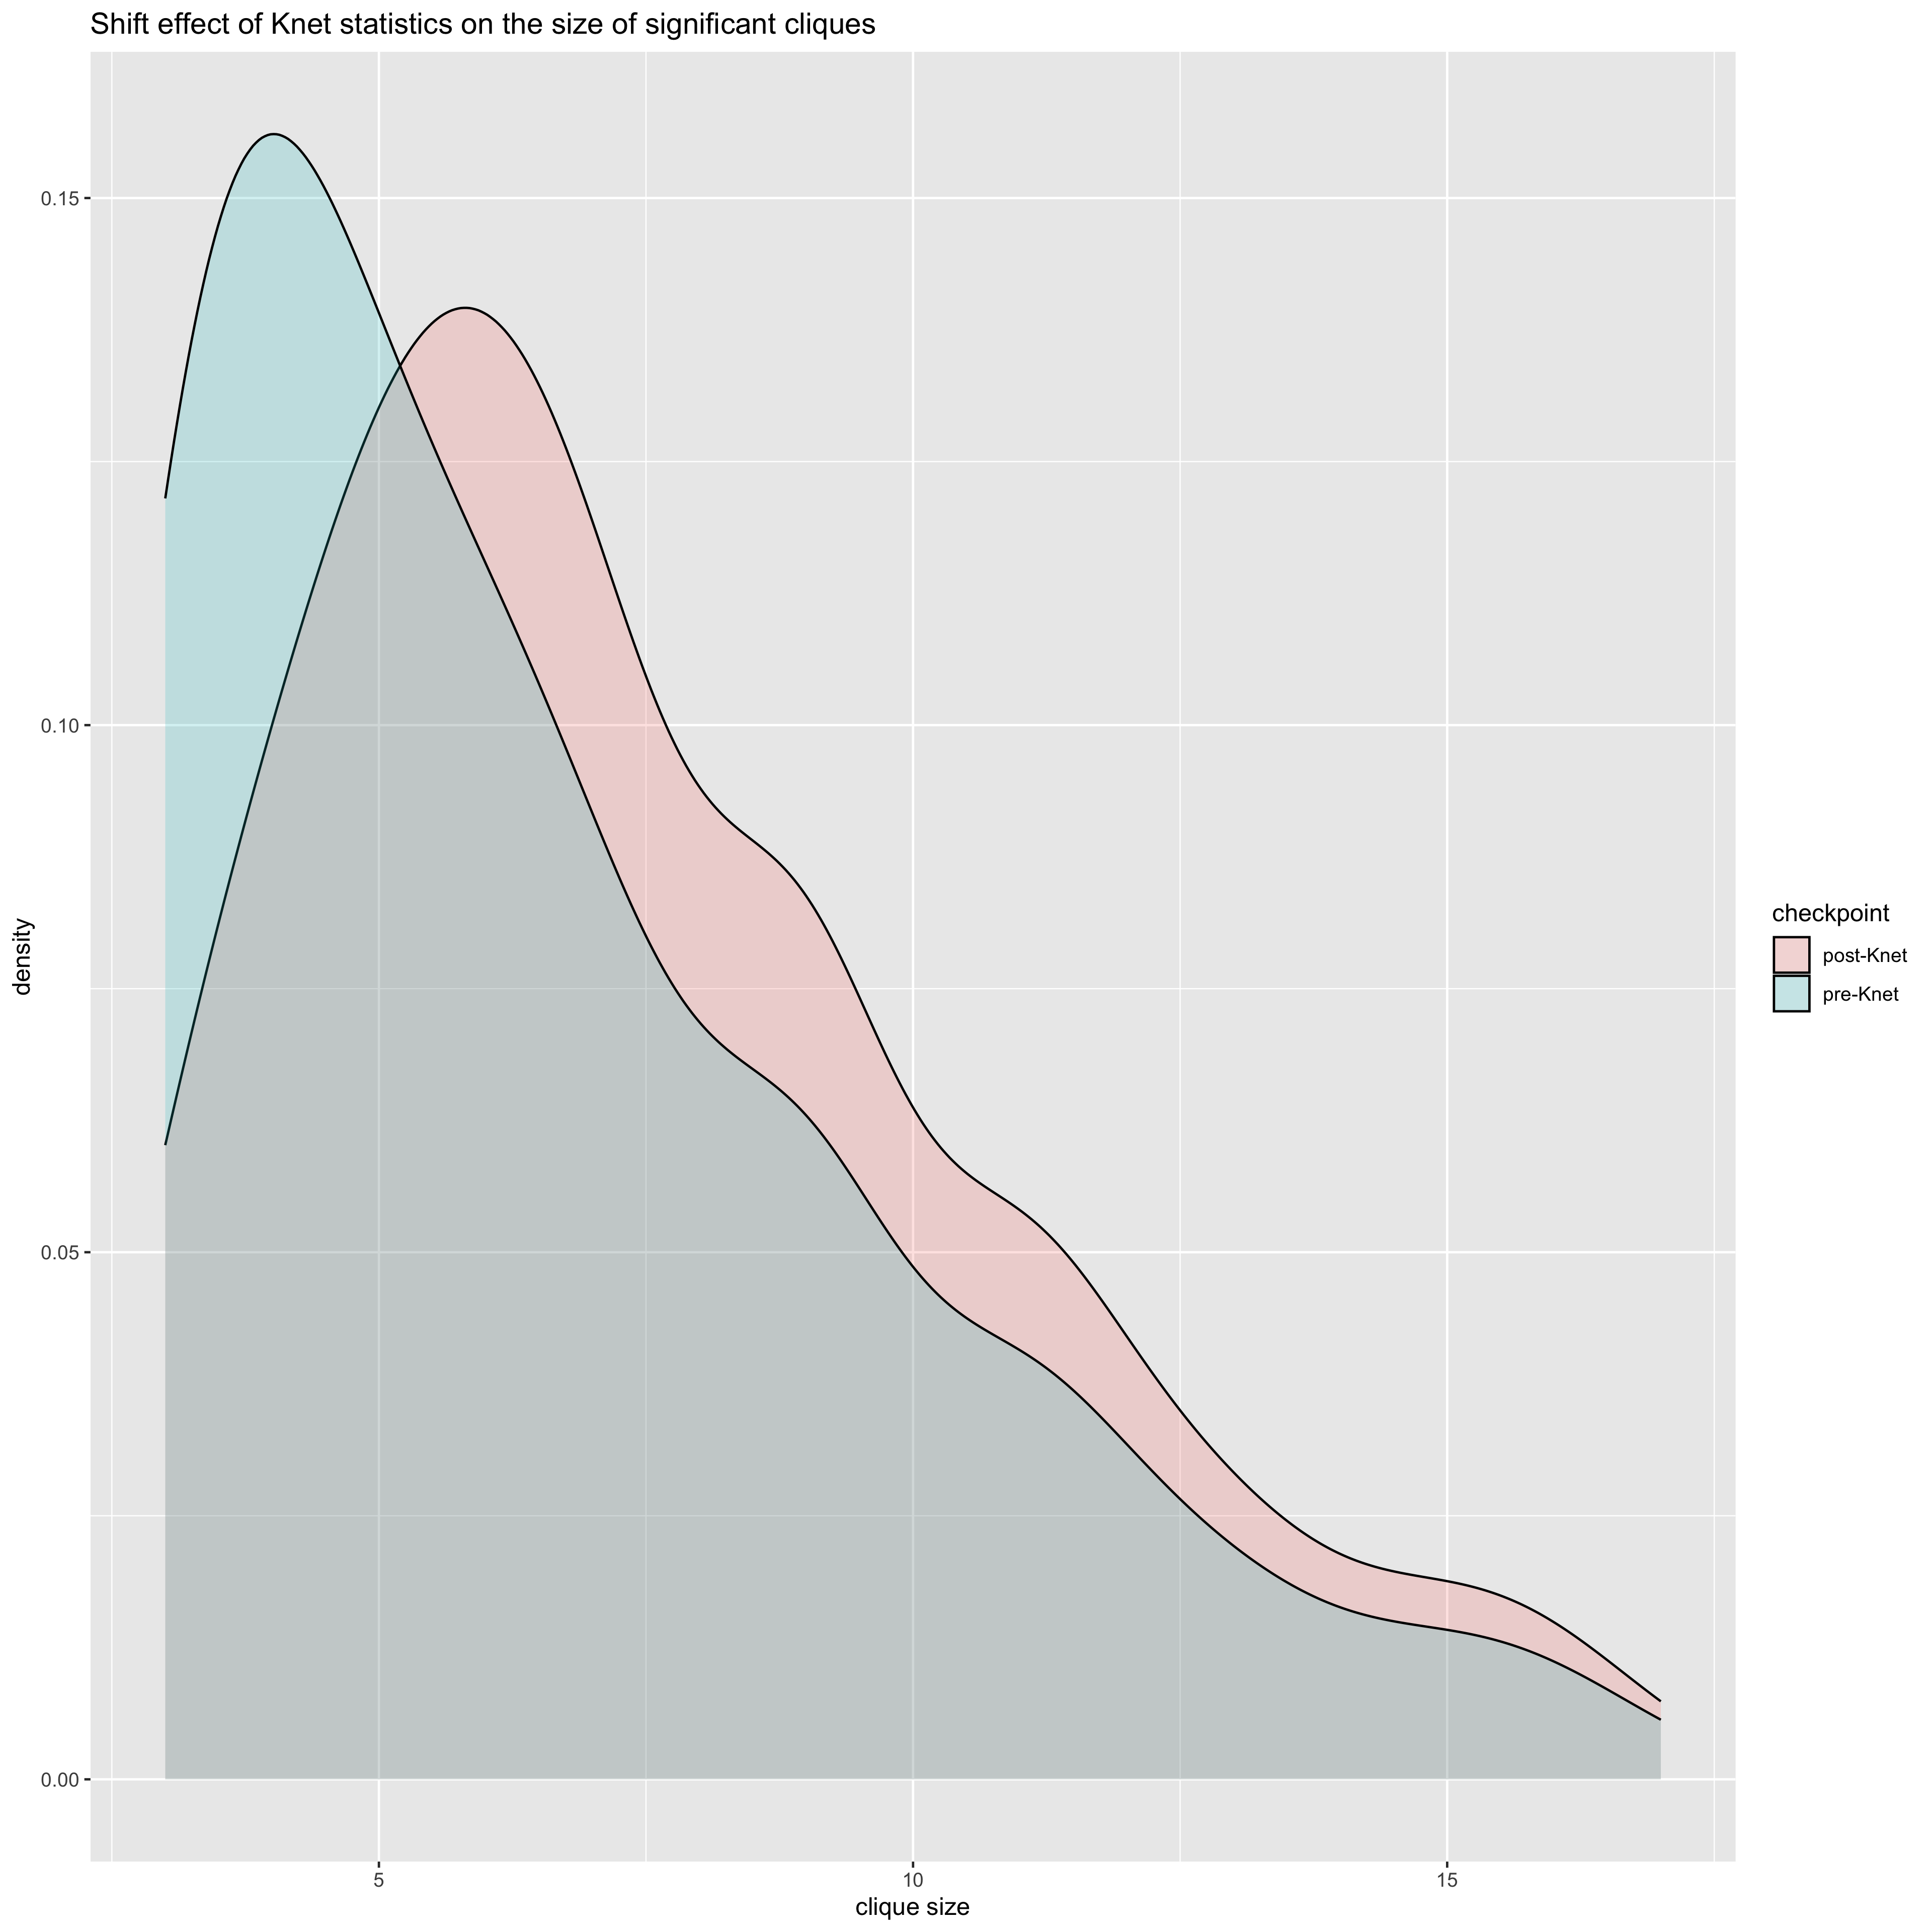 Shift effect of Knet statistics on the size of significant cliques
0.15
0.10
0.05
0.00
density
5
10
15
clique size
checkpoint
post-Knet
pre-Knet